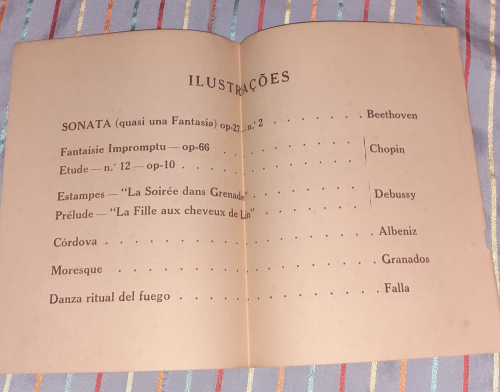 ILUSTRAÇÕES
SONATA (quasi una Fantasia) op-27 - n.º 2 . . . . . . . Beethoven
Fantaisie Impromptu — op-66 . . . . . . . . .
Chopin
Etude — n.º 12 — op-10 . . . . . . . . . . .
Estampes — "La Soirée dans Grenade" . . . . . . . .
Debussy
Prélude — "La Fille aux cheveux de Lin" . . . . . . .
Córdova . . . . . . . . . . . . . . . . . . Albeniz
Moresque . . . . . . . . . . . . . . . . . Granados
Danza ritual del fuego . . . . . . . . . . . . . Falla